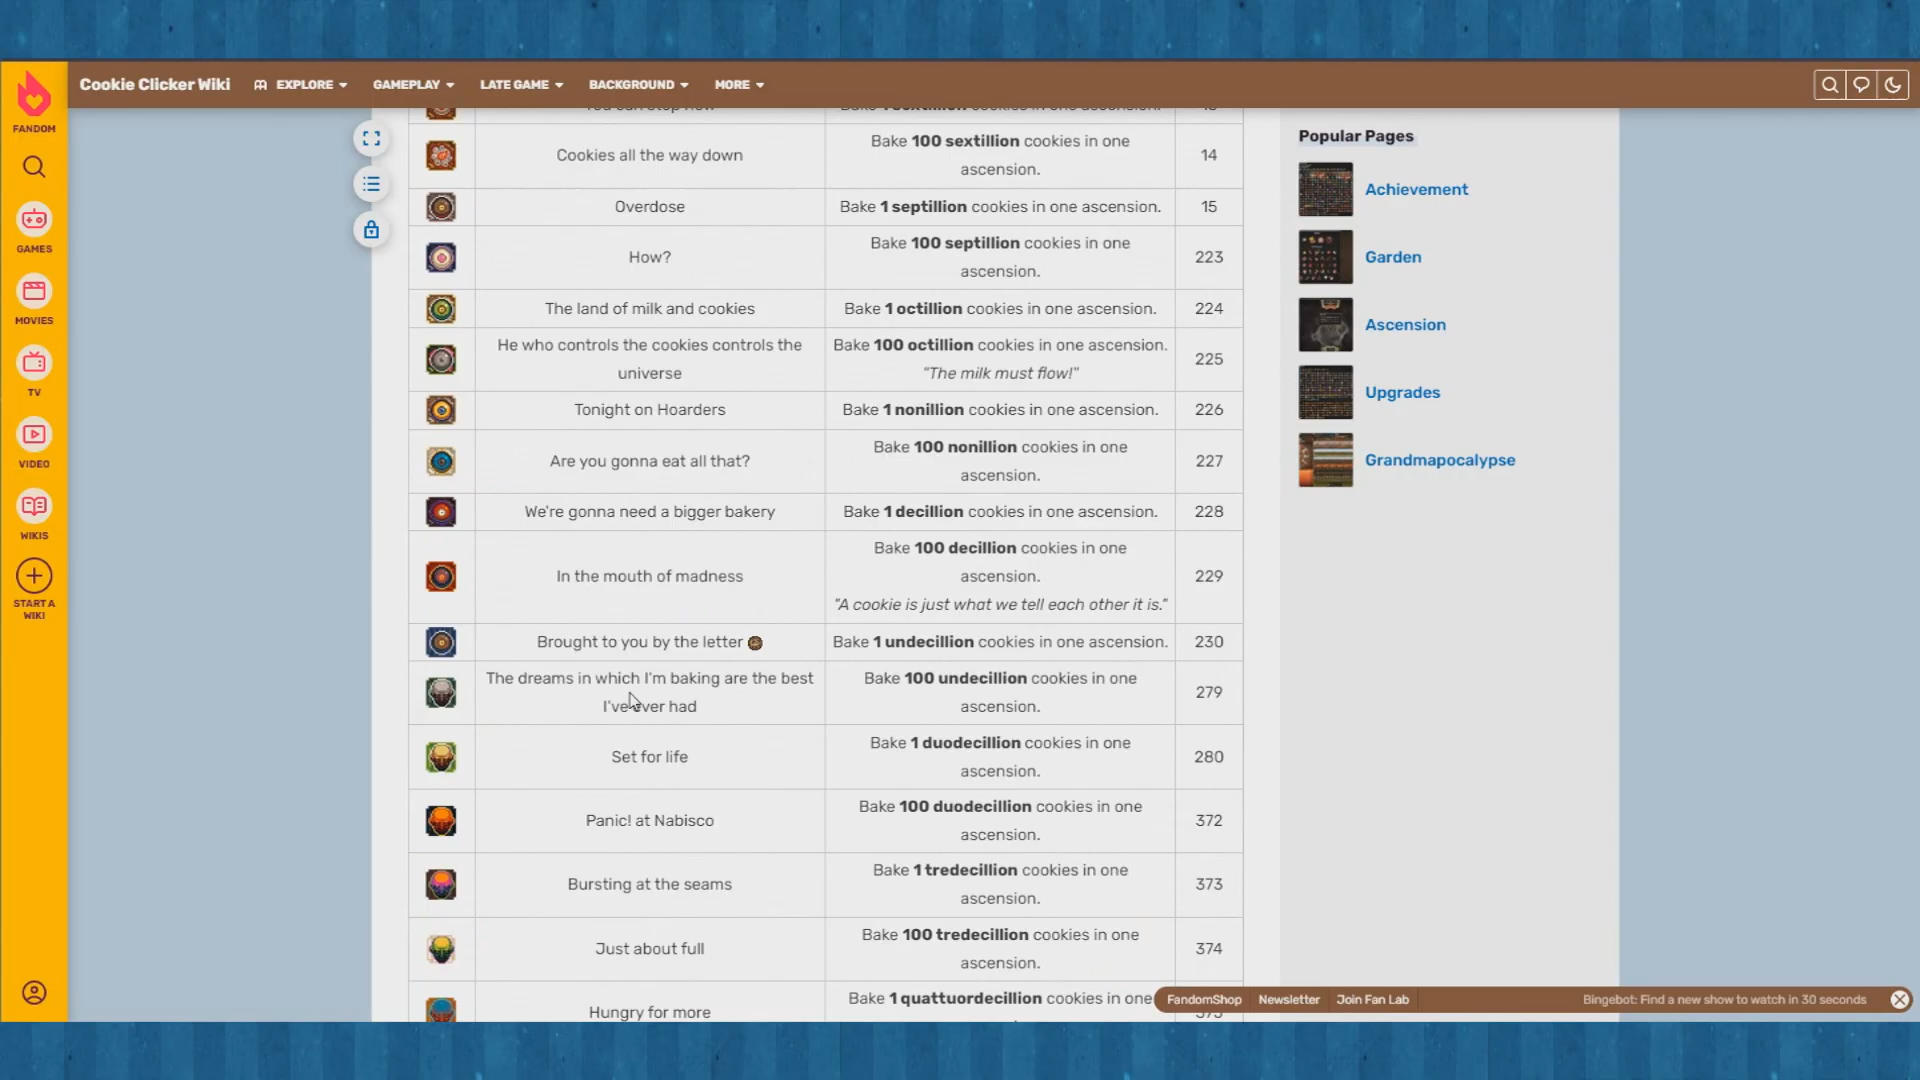 Cookie Clicker Wiki
EXPLORE
GAMEPLAY
LATE GAME
BACKGROUND
MORE
FANDOM
GAMES
MOVIES
TV
VIDEO
WIKIS
START A
WIKI
Cookies all the way down
Bake 100 sextillion cookies in one
ascension.
14
Overdose
Bake 1 septillion cookies in one ascension.
15
How?
Bake 100 septillion cookies in one
ascension.
223
The land of milk and cookies
Bake 1 octillion cookies in one ascension.
224
He who controls the cookies controls the
universe
Bake 100 octillion cookies in one ascension.
"The milk must flow!"
225
Tonight on Hoarders
Bake 1 nonillion cookies in one ascension.
226
Are you gonna eat all that?
Bake 100 nonillion cookies in one
ascension.
227
We're gonna need a bigger bakery
Bake 1 decillion cookies in one ascension.
228
In the mouth of madness
Bake 100 decillion cookies in one
ascension.
"A cookie is just what we tell each other it is."
229
Brought to you by the letter
Bake 1 undecillion cookies in one ascension.
230
The dreams in which I'm baking are the best
I've ever had
Bake 100 undecillion cookies in one
ascension.
279
Set for life
Bake 1 duodecillion cookies in one
ascension.
280
Panic! at Nabisco
Bake 100 duodecillion cookies in one
ascension.
372
Bursting at the seams
Bake 1 tredecillion cookies in one
ascension.
373
Just about full
Bake 100 tredecillion cookies in one
ascension.
374
Hungry for more
Bake 1 quattuordecillion cookies in one
Popular Pages
Achievement
Garden
Ascension
Upgrades
Grandmapocalypse
FandomShop
Newsletter
Join Fan Lab
Bingebot: Find a new show to watch in 30 seconds